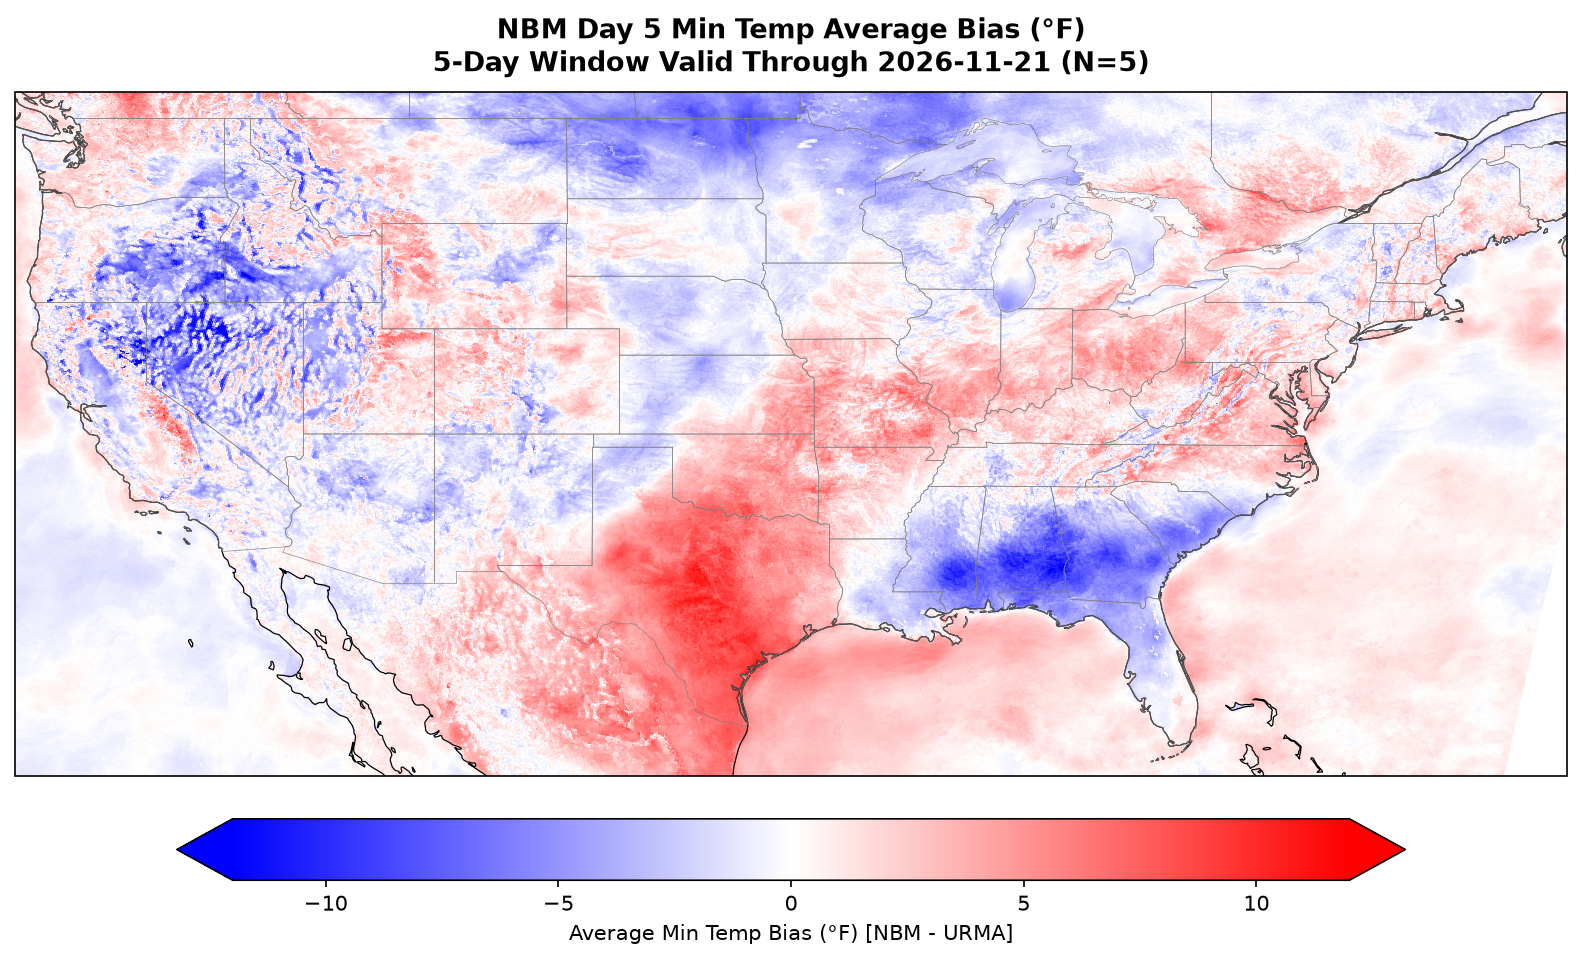 NBM Day 5 Min Temp Average Bias (°F)
5-Day Window Valid Through 2026-11-21 (N=5)
−10 −5 0 5 10
Average Min Temp Bias (°F) [NBM - URMA]